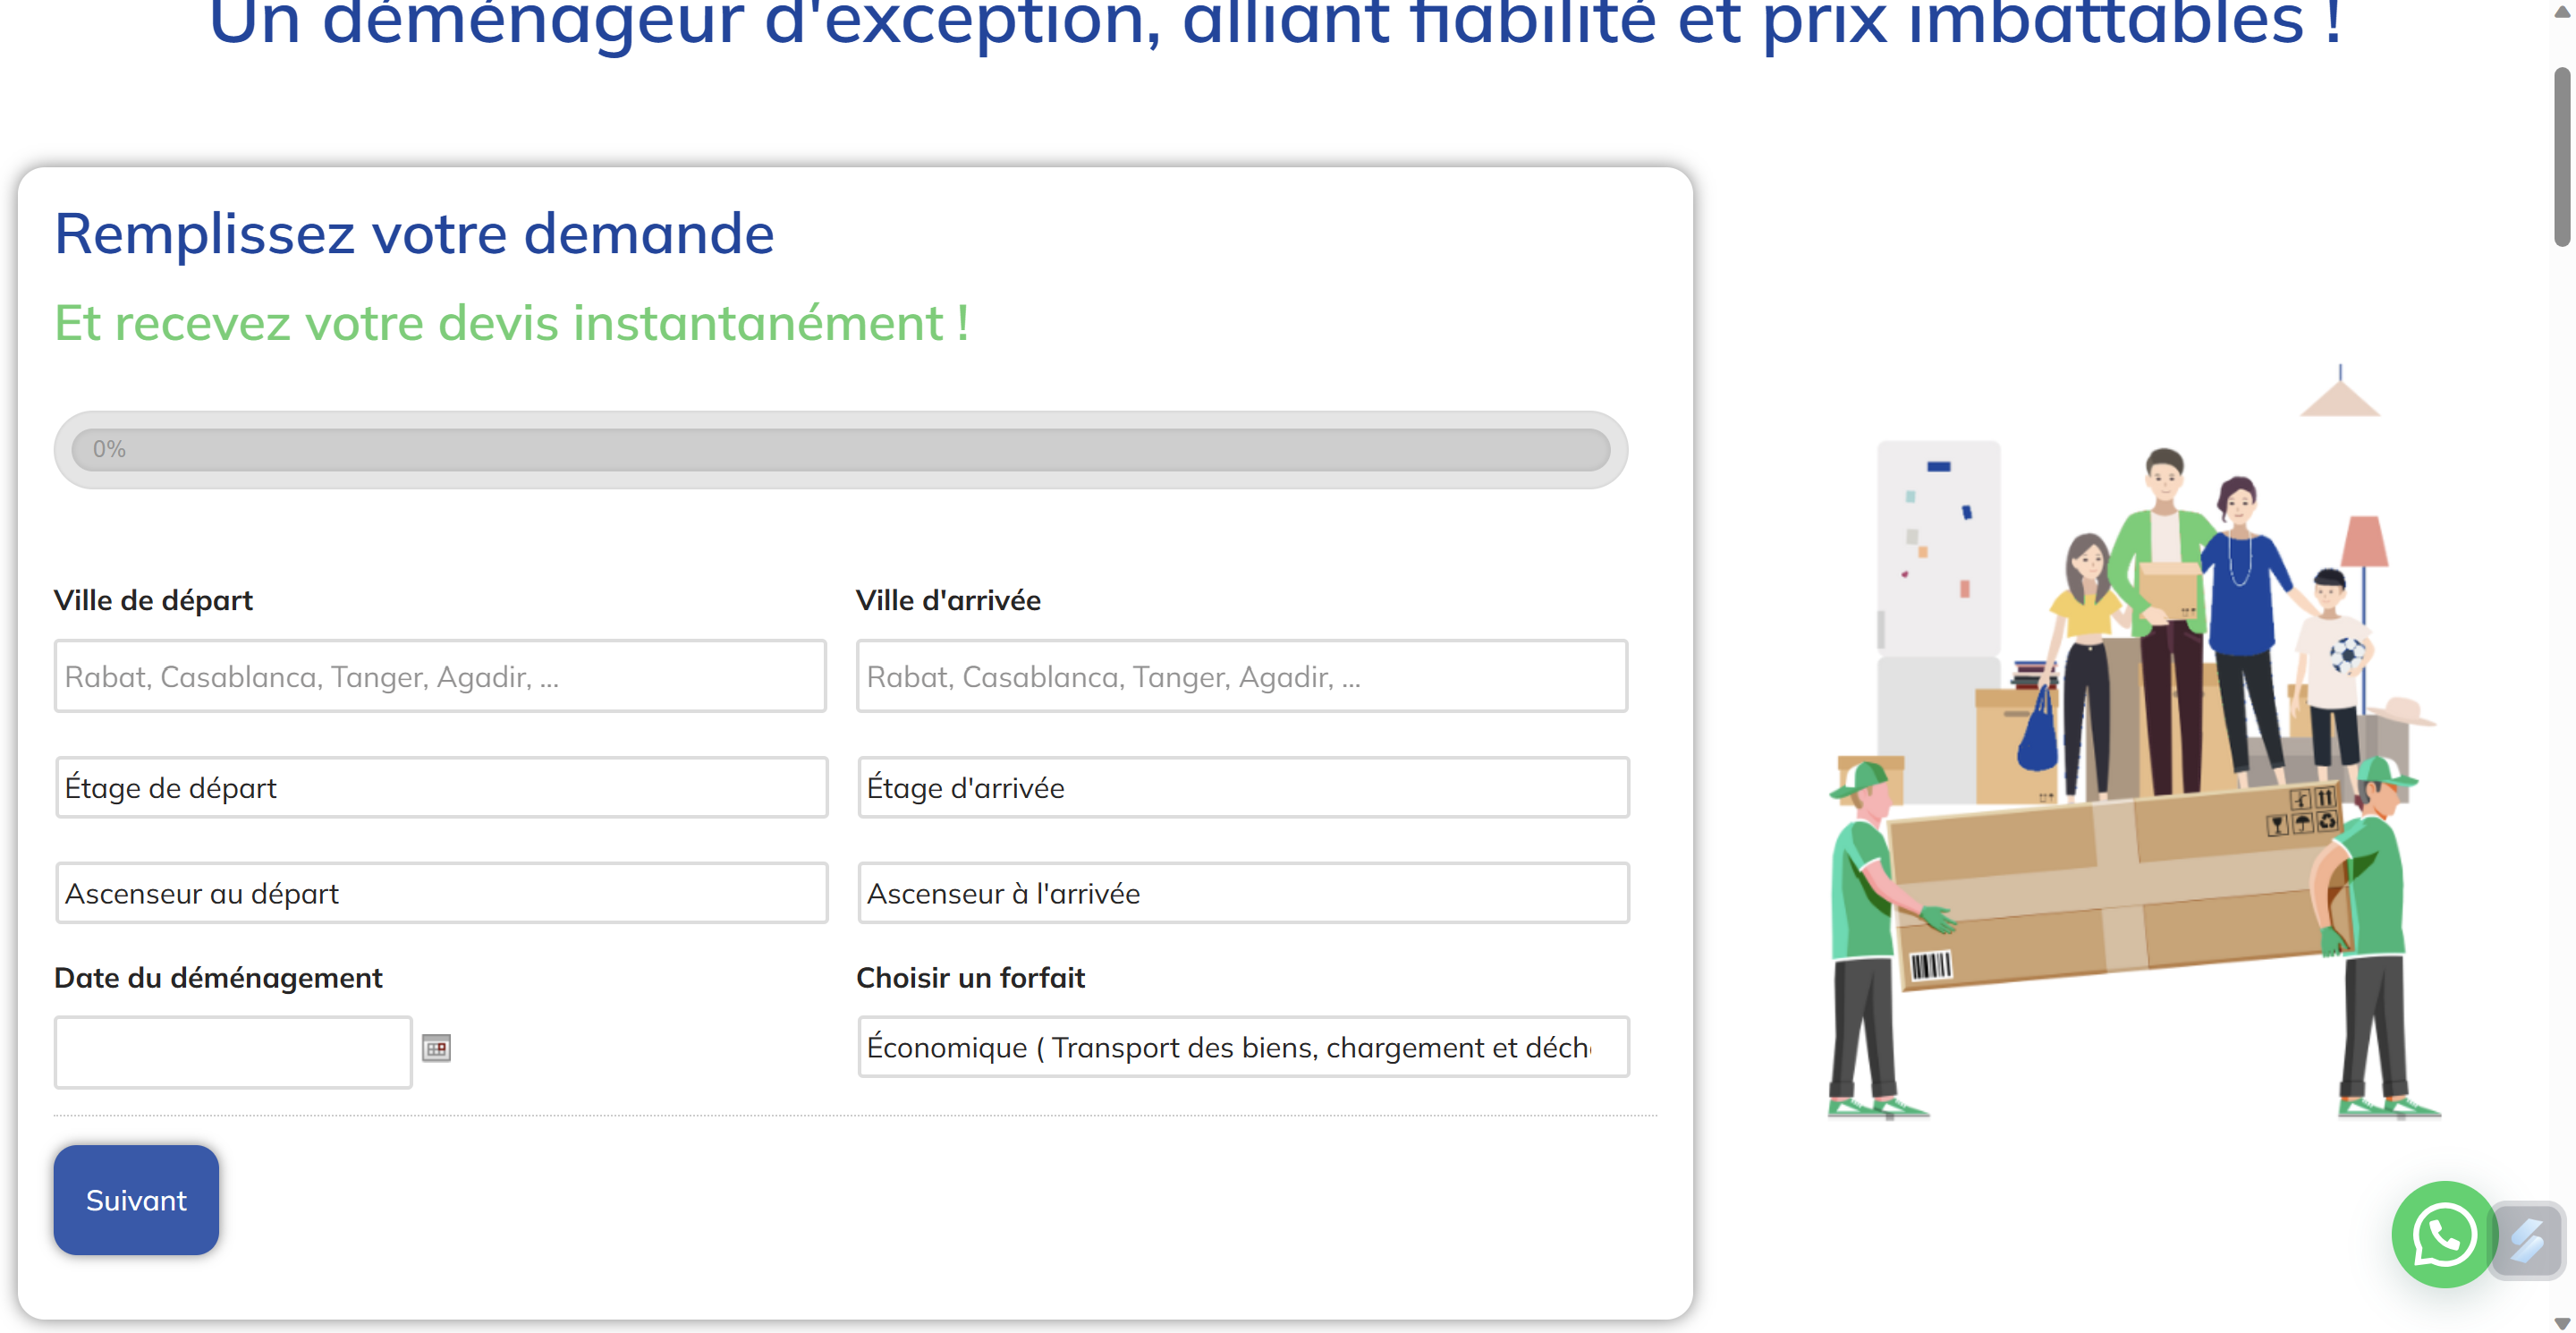 Un déménageur d'exception, alliant fiabilité et prix imbattables !
Remplissez votre demande
Et recevez votre devis instantanément !
0%
Ville de départ
Ville d'arrivée
Rabat, Casablanca, Tanger, Agadir, ...
Rabat, Casablanca, Tanger, Agadir, ...
Étage de départ
Étage d'arrivée
Ascenseur au départ
Ascenseur à l'arrivée
Date du déménagement
Choisir un forfait
Économique ( Transport des biens, chargement et déch
Suivant